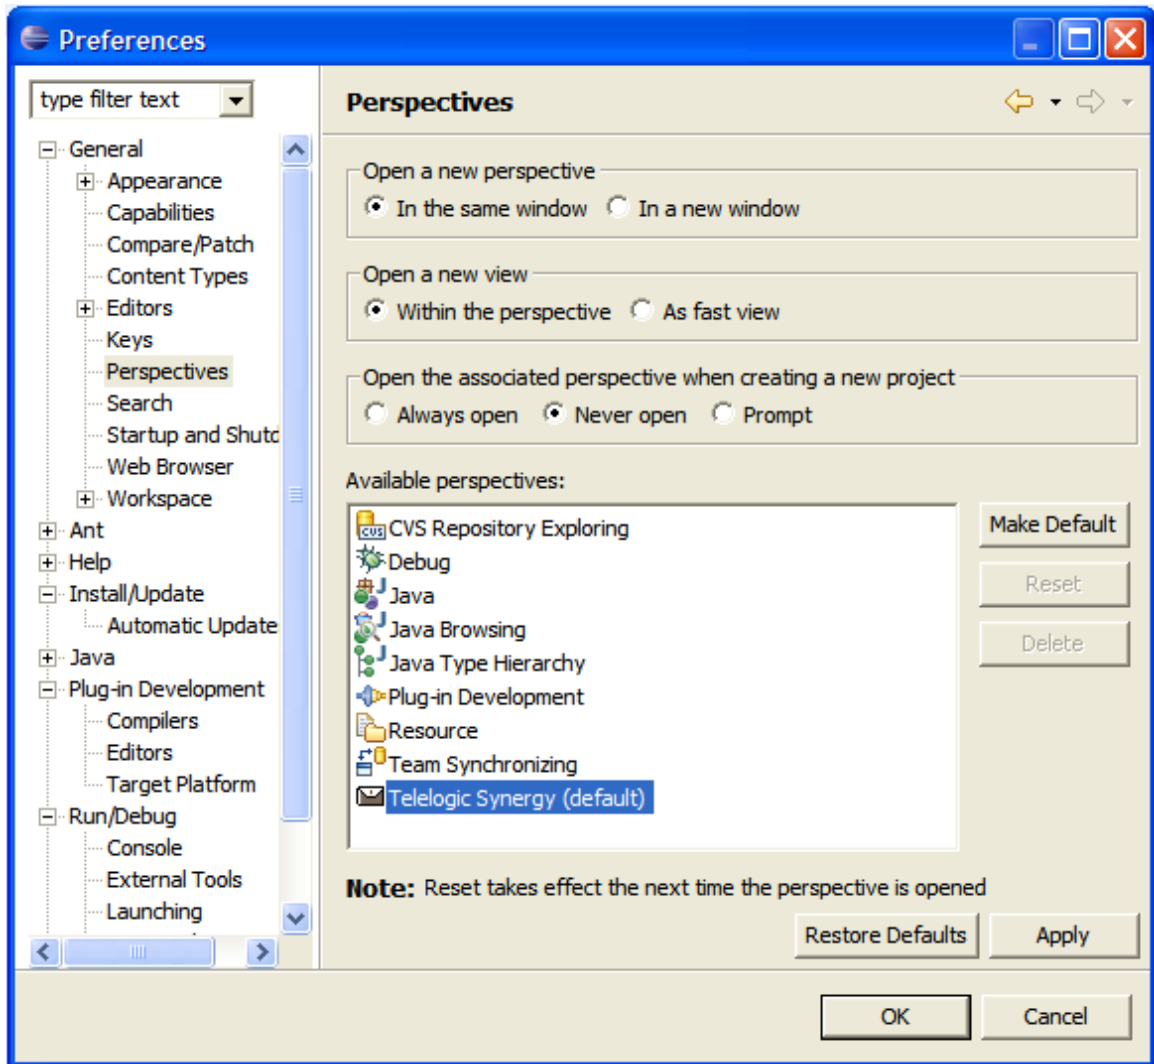 Preferences
type filter text
General
Appearance
Capabilities
Compare/Patch
Content Types
Editors
Keys
Perspectives
Search
Startup and Shutd
Web Browser
Workspace
Ant
Help
Install/Update
Automatic Update
Java
Plug-in Development
Compilers
Editors
Target Platform
Run/Debug
Console
External Tools
Launching
Perspectives
Open a new perspective
In the same window In a new window
Open a new view
Within the perspective As fast view
Open the associated perspective when creating a new project
Always open Never open Prompt
Available perspectives:
CVS CVS Repository Exploring
Debug
Java
Java Browsing
Java Type Hierarchy
Plug-in Development
Resource
Team Synchronizing
Telelogic Synergy (default)
Make Default
Reset
Delete
Note: Reset takes effect the next time the perspective is opened
Restore Defaults Apply
OK Cancel